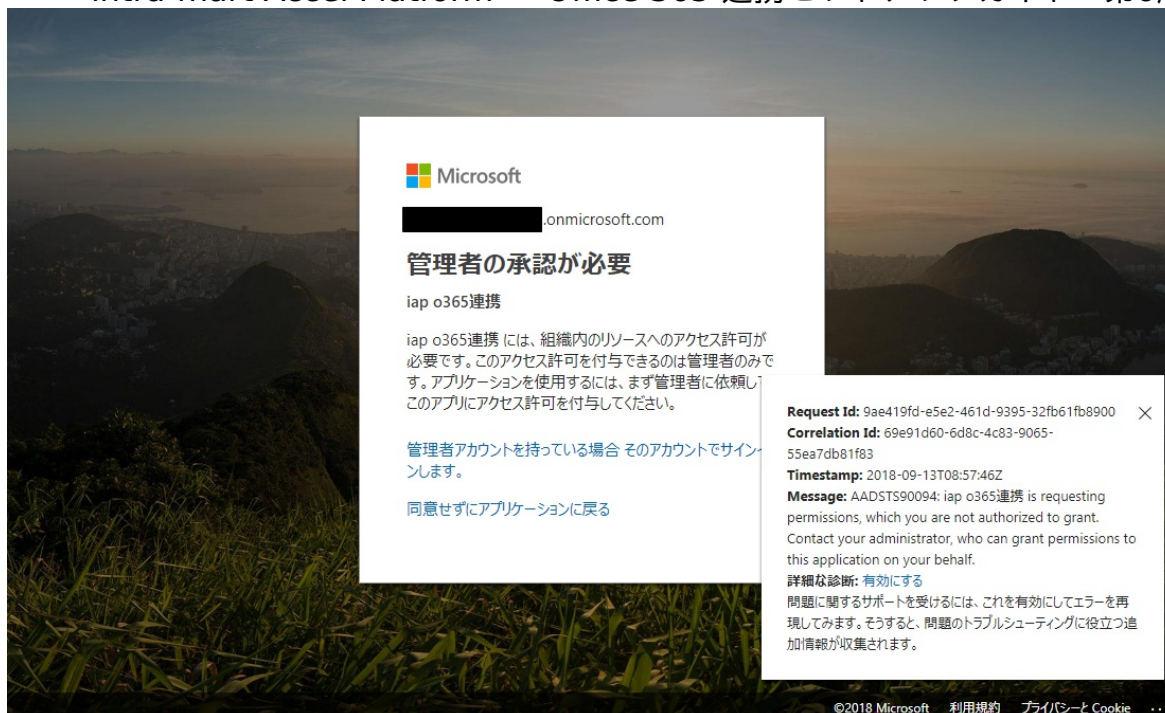 Microsoft
.onmicrosoft.com
管理者の承認が必要
iap o365連携
iap o365連携 には、組織内のリソースへのアクセス許可が
必要です。このアクセス許可を付与できるのは管理者のみで
す。アプリケーションを使用するには、まず管理者に依頼し
このアプリにアクセス許可を付与してください。
管理者アカウントを持っている場合 そのアカウントでサインイ
ンします。
同意せずにアプリケーションに戻る
Request Id: 9ae419fd-e5e2-461d-9395-32fb61fb8900
Correlation Id: 69e91d60-6d8c-4c83-9065-
55ea7db81f83
Timestamp: 2018-09-13T08:57:46Z
Message: AADSTS90094: iap o365連携 is requesting
permissions, which you are not authorized to grant.
Contact your administrator, who can grant permissions to
this application on your behalf.
詳細な診断: 有効にする
問題に関するサポートを受けるには、これを有効にしてエラーを再
現してみます。そうすると、問題のトラブルシューティングに役立つ追
加情報が収集されます。
©2018 Microsoft 利用規約 プライバシーと Cookie ...